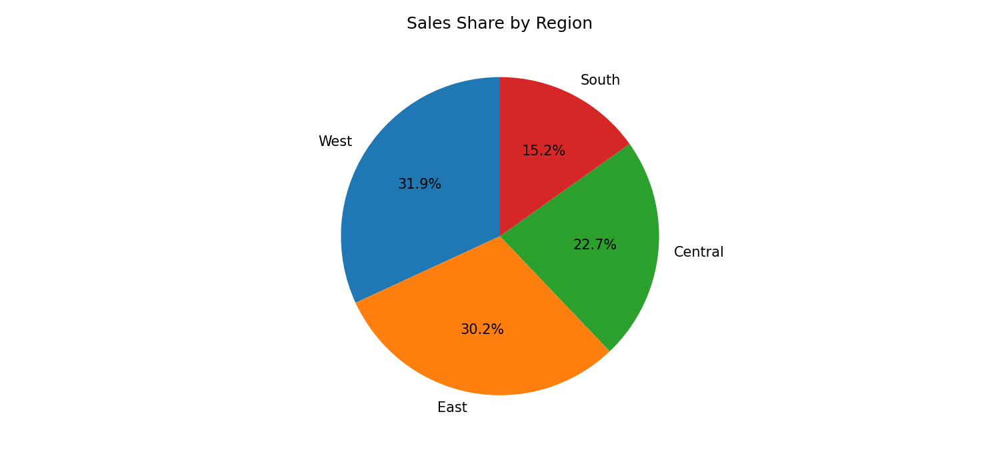 Sales Share by Region
South
West
15.2%
31.9%
22.7%
Central
30.2%
East